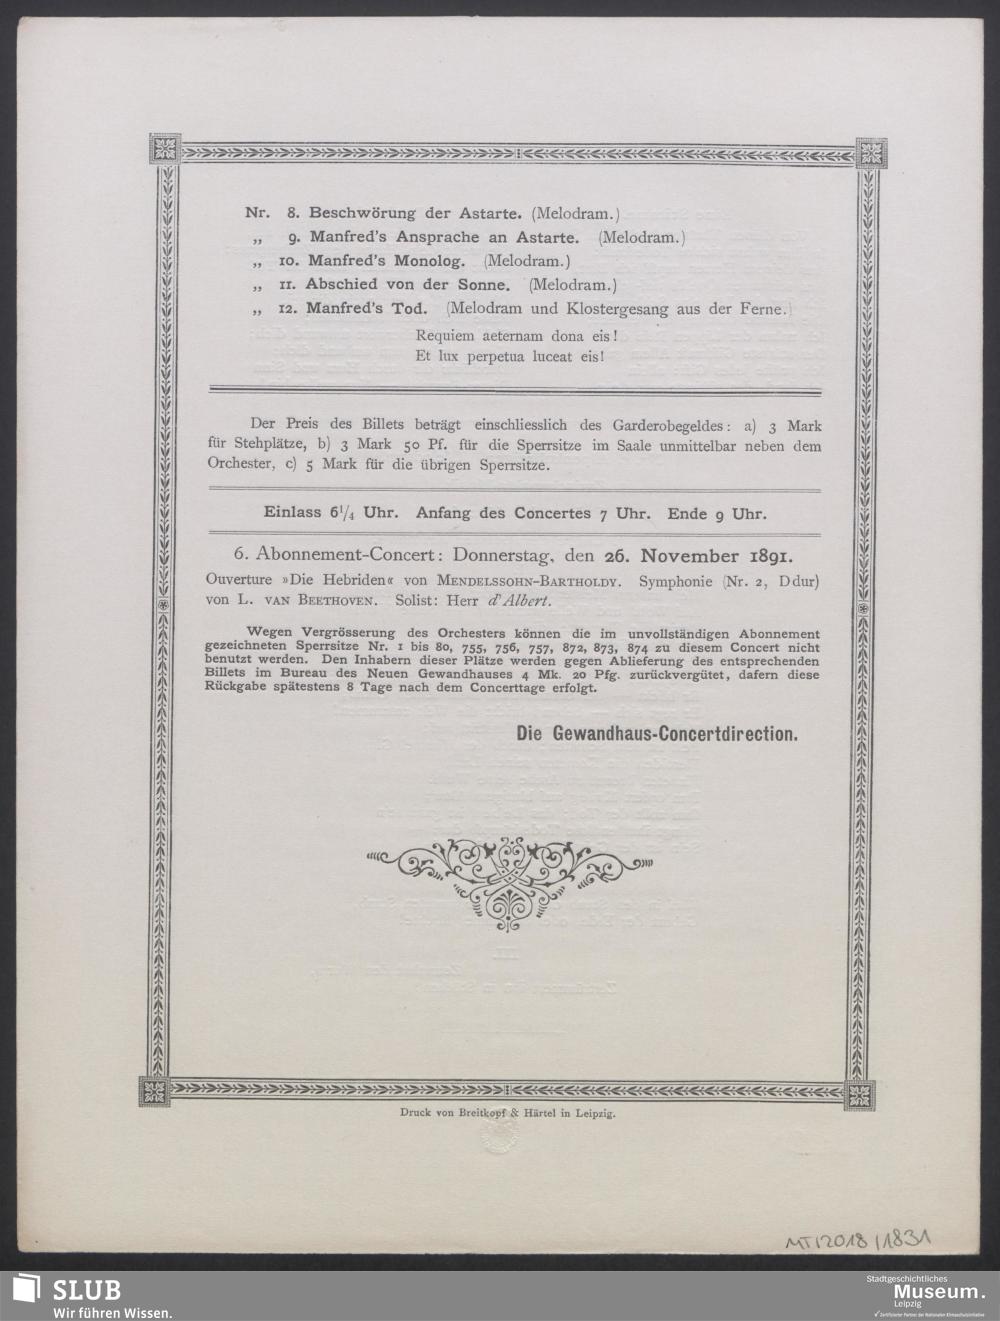 Nr. 8. Beschwörung der Astarte. (Melodram.)
„ 9. Manfred's Ansprache an Astarte. (Melodram.)
„ 10. Manfred's Monolog. (Melodram.)
„ 11. Abschied von der Sonne. (Melodram.)
„ 12. Manfred's Tod. (Melodram und Klostergesang aus der Ferne.)
Requiem aeternam dona eis!
Et lux perpetua luceat eis!
Der Preis des Billets beträgt einschliesslich des Garderobegeldes: a) 3 Mark
für Stehplätze, b) 3 Mark 50 Pf. für die Sperrsitze im Saale unmittelbar neben dem
Orchester, c) 5 Mark für die übrigen Sperrsitze.
Einlass 6¹/₄ Uhr. Anfang des Concertes 7 Uhr. Ende 9 Uhr.
6. Abonnement-Concert: Donnerstag, den 26. November 1891.
Ouverture »Die Hebriden« von Mendelssohn-Bartholdy. Symphonie (Nr. 2, Ddur)
von L. van Beethoven. Solist: Herr d'Albert.
Wegen Vergrösserung des Orchesters können die im unvollständigen Abonnement
gezeichneten Sperrsitze Nr. 1 bis 80, 755, 756, 757, 872, 873, 874 zu diesem Concert nicht
benutzt werden. Den Inhabern dieser Plätze werden gegen Ablieferung des entsprechenden
Billets im Bureau des Neuen Gewandhauses 4 Mk. 20 Pfg. zurückvergütet, dafern diese
Rückgabe spätestens 8 Tage nach dem Concerttage erfolgt.
Die Gewandhaus-Concertdirection.
Druck von Breitkopf & Härtel in Leipzig.
MT/2018/1831
SLUB
Wir führen Wissen.
Stadtgeschichtliches
Museum.
Leipzig
Zertifizierter Partner der Nationalen Klimaschutzinitiative